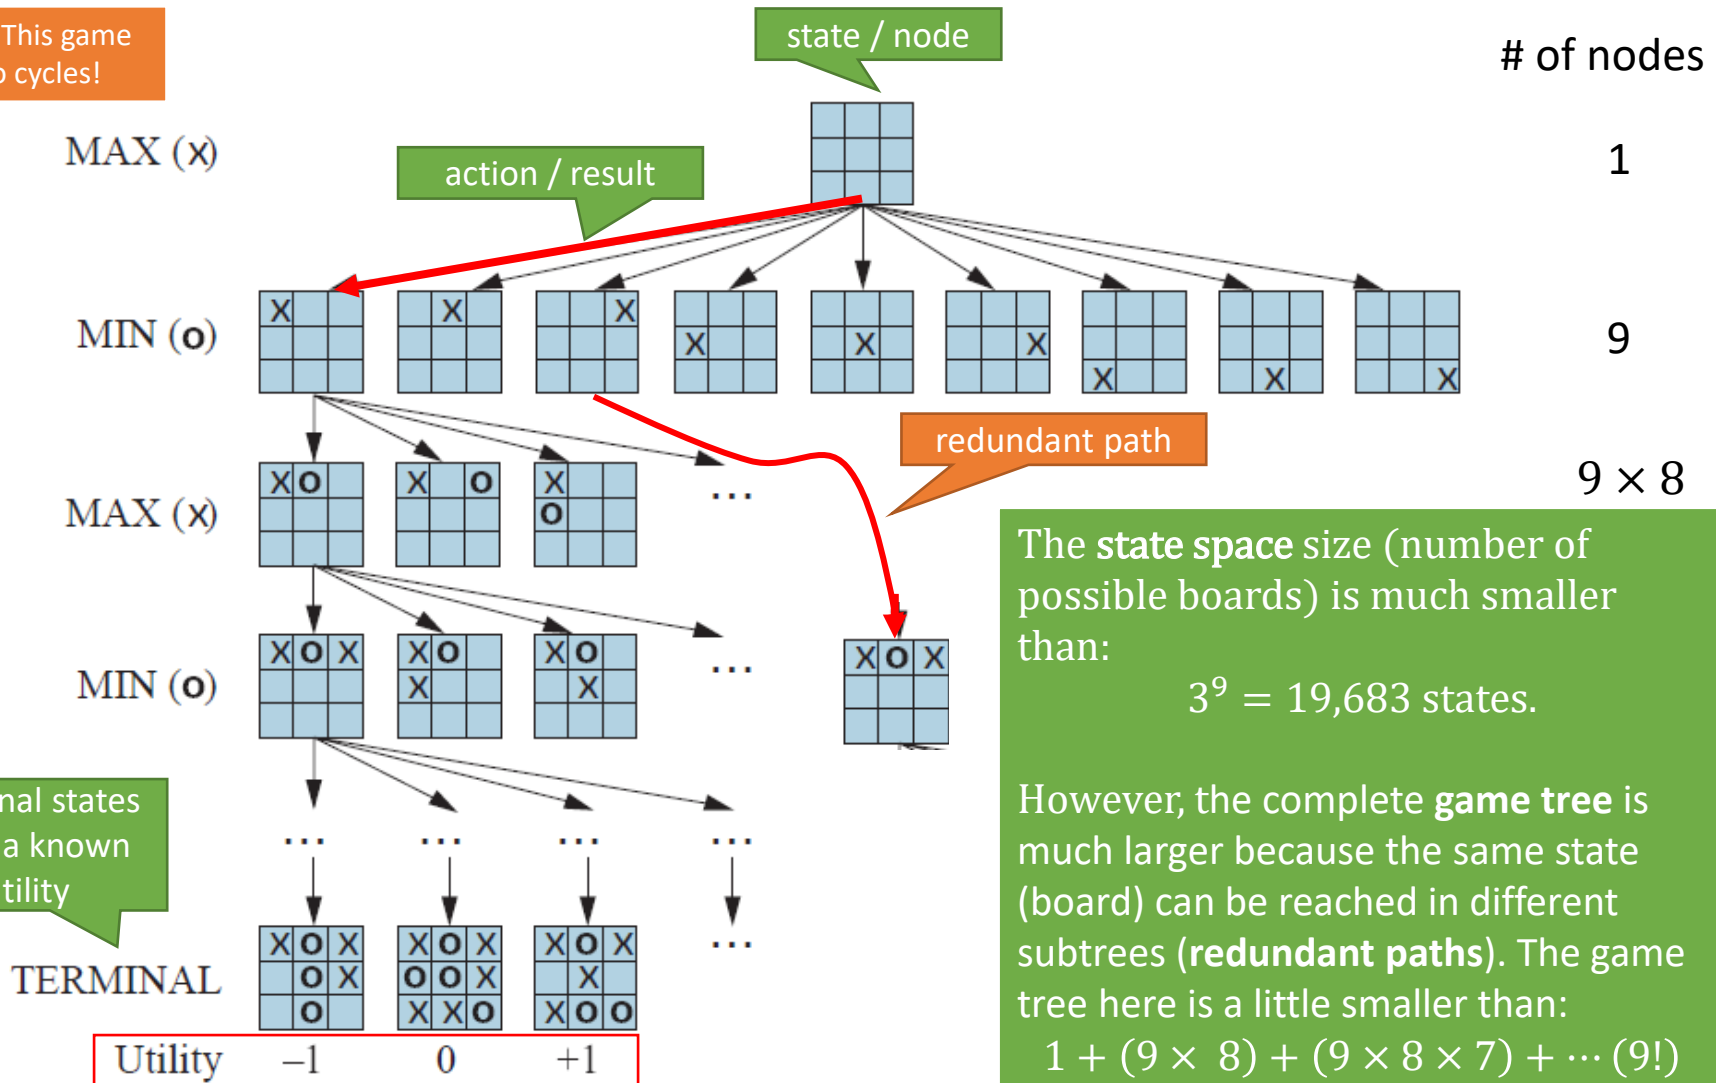 This game
o cycles!
state / node
# of nodes
MAX (x)
action / result
1
MIN (o)
X
X
X
X
X
X
X
X
X
9
redundant path
MAX (x)
X O
X O
X
O
...
9 × 8
MIN (o)
X O X
X O
X
X O
X
...
X O X
The state space size (number of
possible boards) is much smaller
than:
3⁹ = 19,683 states.
However, the complete game tree is
much larger because the same state
(board) can be reached in different
subtrees (redundant paths). The game
tree here is a little smaller than:
1 + (9 × 8) + (9 × 8 × 7) + ⋯ (9!)
nal states
a known
tility
... ... ... ...
TERMINAL
X O X
O X
O
X O X
O O X
X X O
X O X
X
X O O
...
Utility −1 0 +1